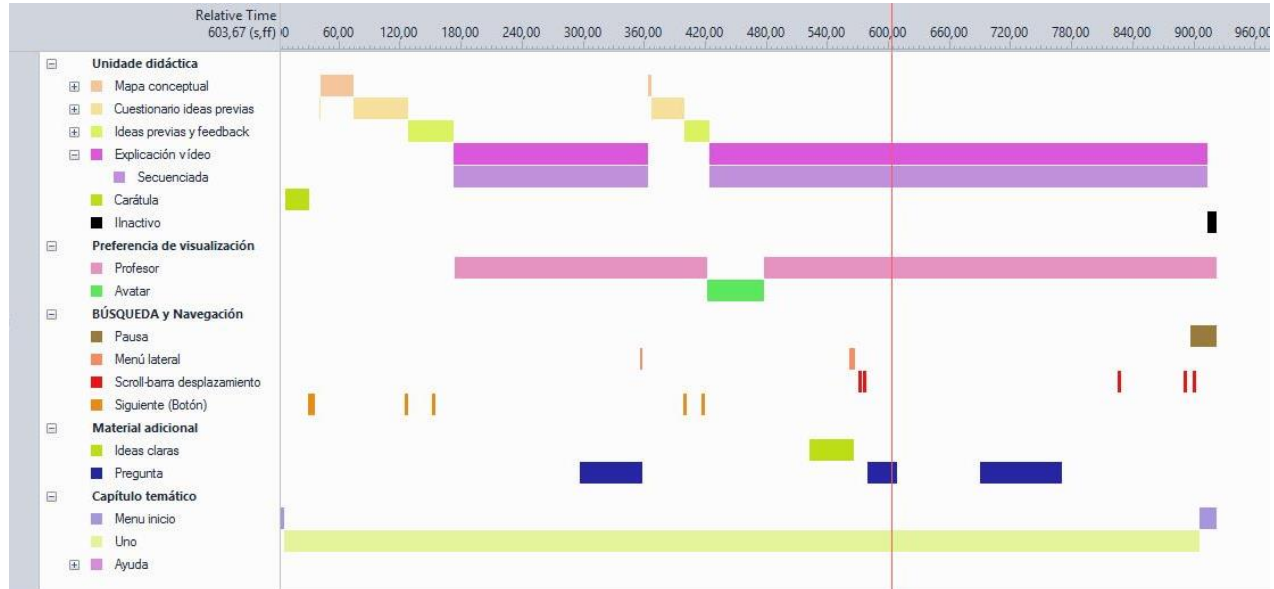 Relative Time
603,67 (s,ff)
0 60,00 120,00 180,00 240,00 300,00 360,00 420,00 480,00 540,00 600,00 660,00 720,00 780,00 840,00 900,00 960,00
Unidade didáctica
Mapa conceptual
Cuestionario ideas previas
Ideas previas y feedback
Explicación vídeo
Secuenciada
Carátula
IInactivo
Preferencia de visualización
Profesor
Avatar
BÚSQUEDA y Navegación
Pausa
Menú lateral
Scroll-barra desplazamiento
Siguiente (Botón)
Material adicional
Ideas claras
Pregunta
Capítulo temático
Menu inicio
Uno
Ayuda